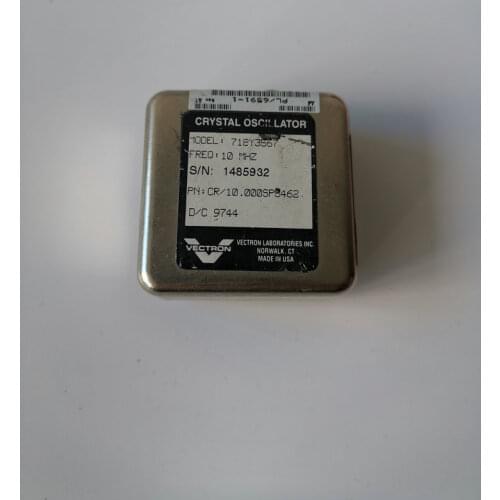 PL/6591-1
CRYSTAL OSCILLATOR
MODEL: 718Y3567
FREQ: 10 MHZ
S/N: 1485932
PN:CR/10.000SP8462
D/C 9744
VECTRON
VECTRON LABORATORIES INC.
NORWALK, CT
MADE IN USA